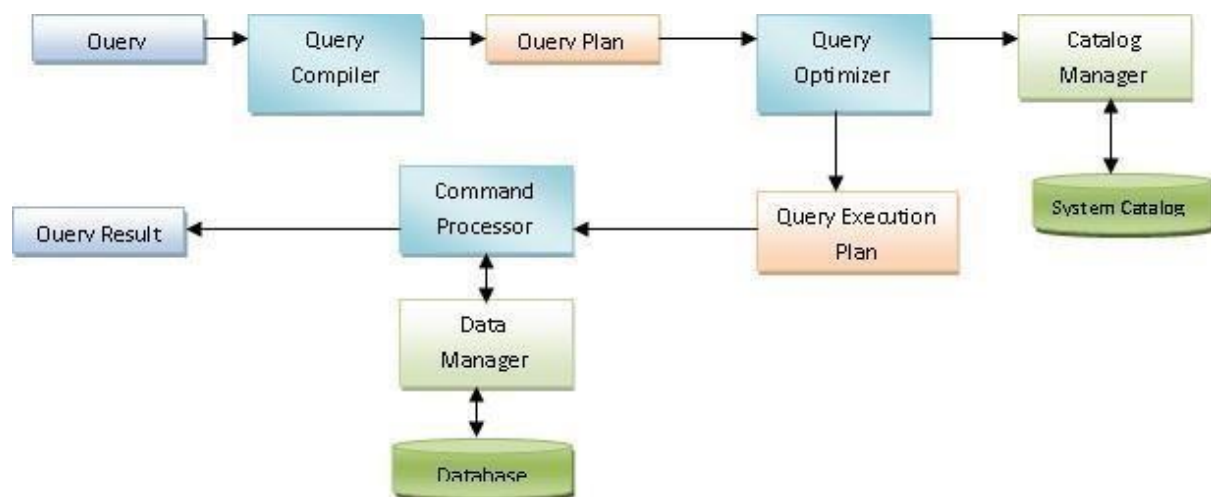 Query
Query
Compiler
Query Plan
Query
Optimizer
Catalog
Manager
Command
Processor
Query Execution
Plan
System Catalog
Query Result
Data
Manager
Database